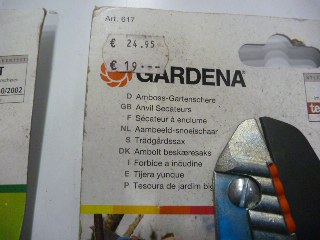 Art. 617
€ 24.95
€ 19
GARDENA
D Amboss-Gartenschere
GB Anvil Secateurs
F Sécateur à enclume
NL Aambeeld-snoeischaar
S Trädgårdssax
DK Ambolt beskæresaks
I Forbice a incudine
E Tijera yunque
P Tesoura de jardim
0/2002